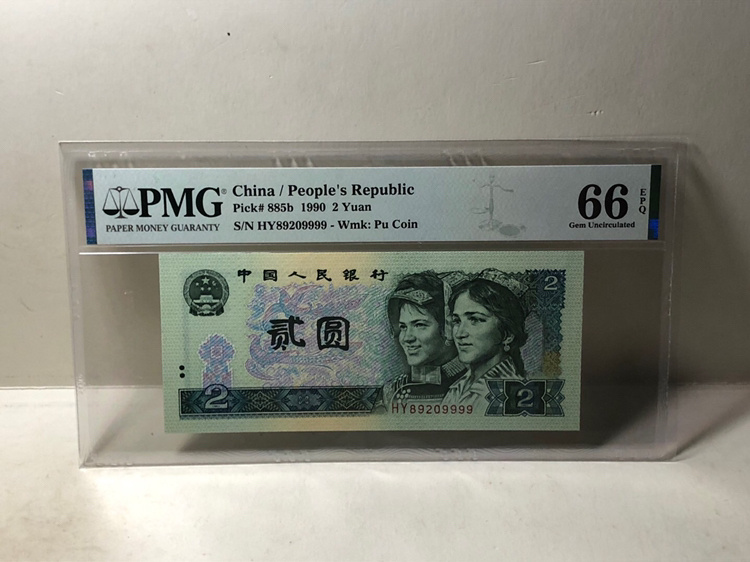 PMG
PAPER MONEY GUARANTY
China / People's Republic
Pick# 885b 1990 2 Yuan
S/N HY89209999 - Wmk: Pu Coin
66 EPQ
Gem Uncirculated
中国人民银行
2
贰圆
2
HY89209999
2